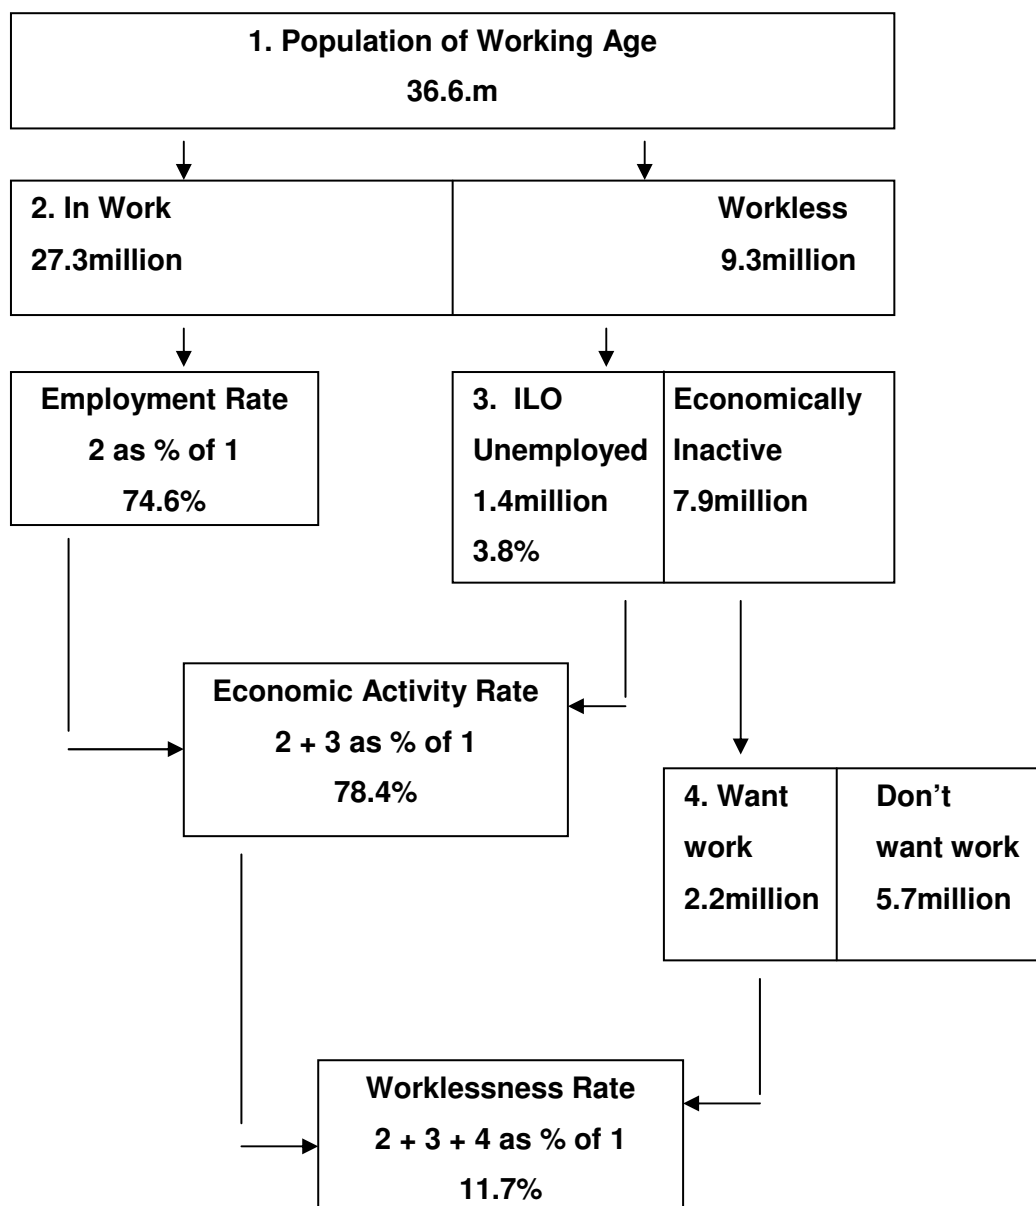 1. Population of Working Age
36.6.m
2. In Work
27.3million
Workless
9.3million
Employment Rate
2 as % of 1
74.6%
3. ILO
Unemployed
1.4million
3.8%
Economically
Inactive
7.9million
Economic Activity Rate
2 + 3 as % of 1
78.4%
4. Want
work
2.2million
Don’t
want work
5.7million
Worklessness Rate
2 + 3 + 4 as % of 1
11.7%